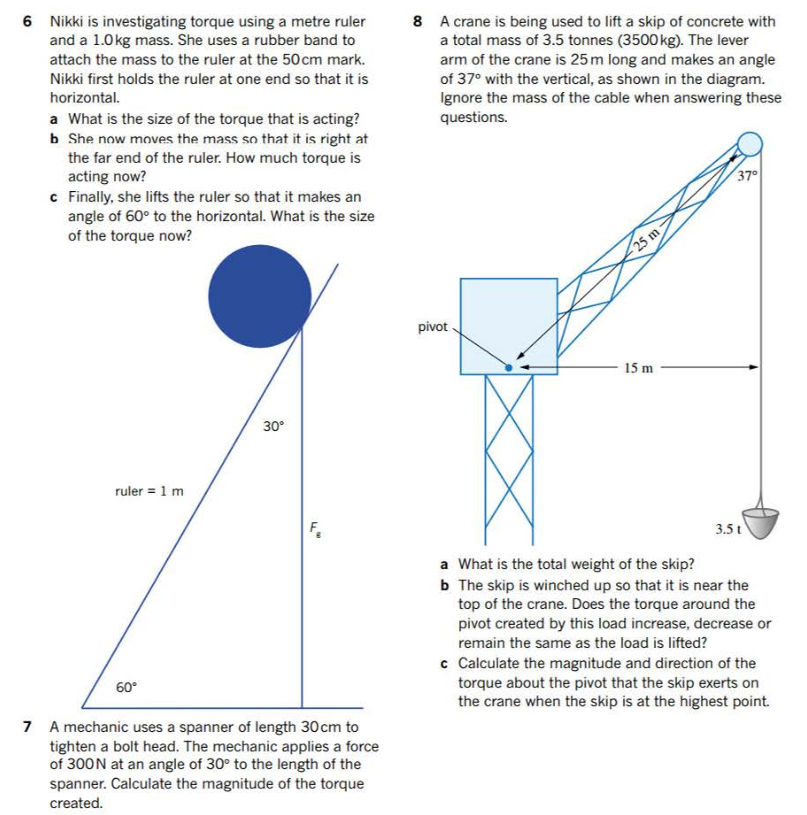 6 Nikki is investigating torque using a metre ruler
and a 1.0 kg mass. She uses a rubber band to
attach the mass to the ruler at the 50 cm mark.
Nikki first holds the ruler at one end so that it is
horizontal.
a What is the size of the torque that is acting?
b She now moves the mass so that it is right at
the far end of the ruler. How much torque is
acting now?
c Finally, she lifts the ruler so that it makes an
angle of 60° to the horizontal. What is the size
of the torque now?
30°
ruler = 1 m
Fg
60°
7 A mechanic uses a spanner of length 30 cm to
tighten a bolt head. The mechanic applies a force
of 300 N at an angle of 30° to the length of the
spanner. Calculate the magnitude of the torque
created.
8 A crane is being used to lift a skip of concrete with
a total mass of 3.5 tonnes (3500 kg). The lever
arm of the crane is 25 m long and makes an angle
of 37° with the vertical, as shown in the diagram.
Ignore the mass of the cable when answering these
questions.
37°
25 m
pivot
15 m
3.5 t
a What is the total weight of the skip?
b The skip is winched up so that it is near the
top of the crane. Does the torque around the
pivot created by this load increase, decrease or
remain the same as the load is lifted?
c Calculate the magnitude and direction of the
torque about the pivot that the skip exerts on
the crane when the skip is at the highest point.